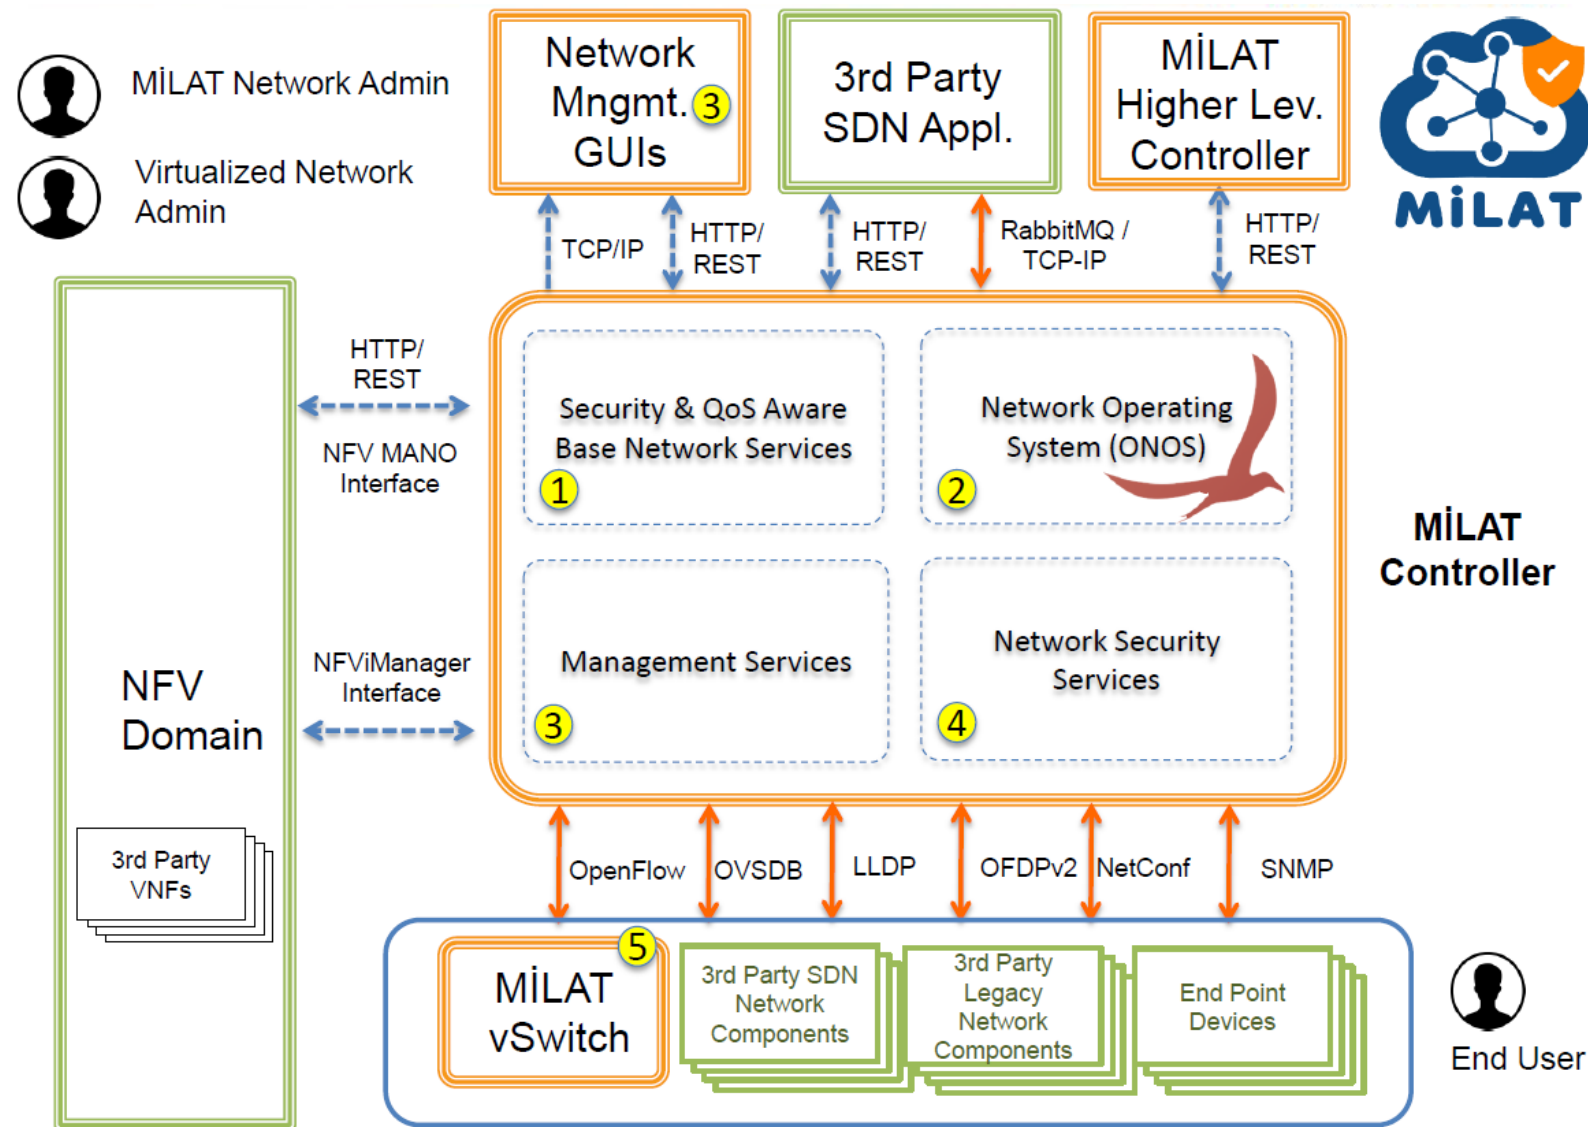 MİLAT Network Admin
Virtualized Network
Admin
Network
Mngmt.
3
GUIs
3rd Party
SDN Appl.
MİLAT
Higher Lev.
Controller
MiLAT
TCP/IP
HTTP/
REST
HTTP/
REST
RabbitMQ /
TCP-IP
HTTP/
REST
HTTP/
REST
NFV MANO
Interface
Security & QoS Aware
Base Network Services
1
Network Operating
System (ONOS)
2
MİLAT
Controller
NFViManager
Interface
Management Services
3
Network Security
Services
4
NFV
Domain
3rd Party
VNFs
OpenFlow
OVSDB
LLDP
OFDPv2
NetConf
SNMP
5
MİLAT
vSwitch
3rd Party SDN
Network
Components
3rd Party
Legacy
Network
Components
End Point
Devices
End User